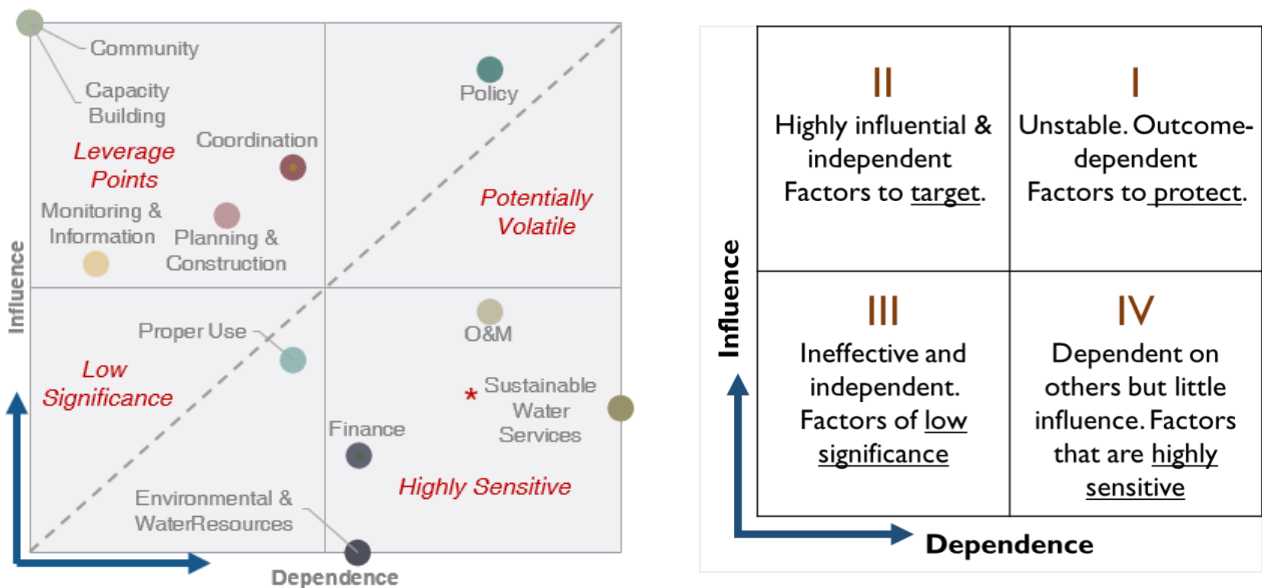 Community
Capacity
Building
Coordination
Leverage
Points
Monitoring &
Information
Planning &
Construction
Policy
Potentially
Volatile
Influence
Proper Use
Low
Significance
O&M
* Sustainable
Water
Services
Finance
Highly Sensitive
Environmental &
WaterResources
Dependence
II
Highly influential &
independent
Factors to target.
I
Unstable. Outcome-
dependent
Factors to protect.
Influence
III
Ineffective and
independent.
Factors of low
significance
IV
Dependent on
others but little
influence. Factors
that are highly
sensitive
Dependence